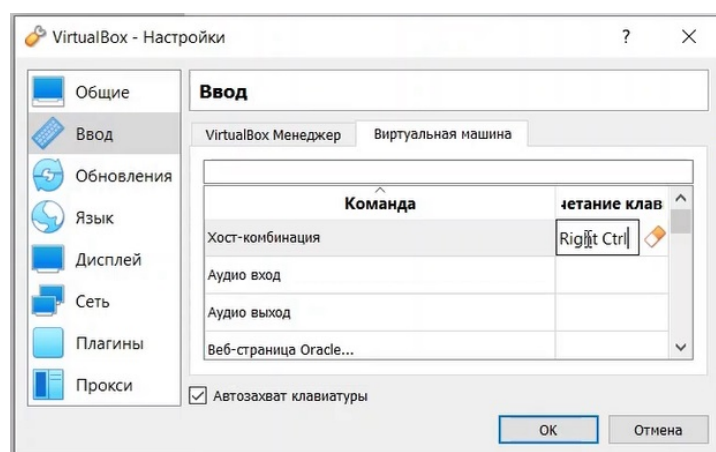 VirtualBox - Настройки
?
Общие
Ввод
Обновления
Язык
Дисплей
Сеть
Плагины
Прокси
Ввод
VirtualBox Менеджер
Виртуальная машина
Команда
четание клав
Хост-комбинация
Right Ctrl
Аудио вход
Аудио выход
Веб-страница Oracle...
Автозахват клавиатуры
OK
Отмена